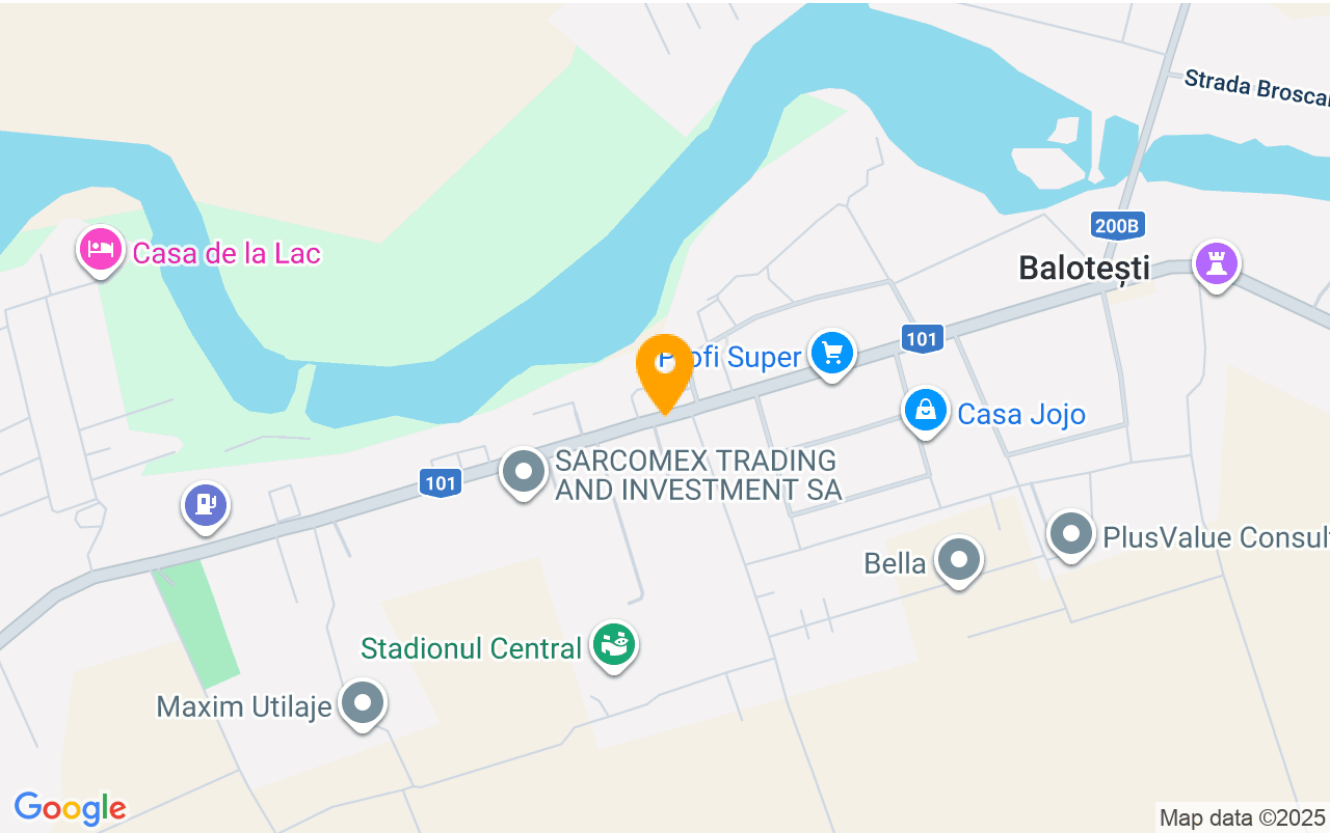 Strada Broscar
200B
Casa de la Lac
Balotești
101
Profi Super
Casa Jojo
SARCOMEX TRADING
AND INVESTMENT SA
101
PlusValue Consult
Bella
Stadionul Central
Maxim Utilaje
Google
Map data ©2025